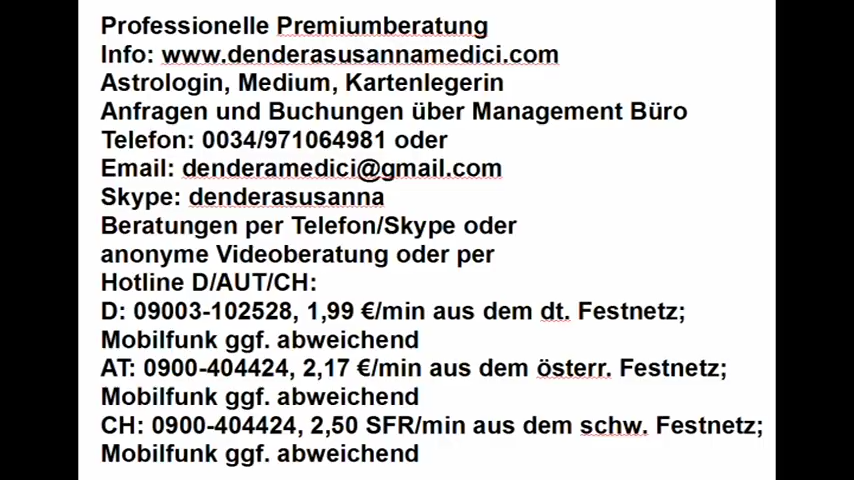 Professionelle Premiumberatung
Info: www.denderasusannamedici.com
Astrologin, Medium, Kartenlegerin
Anfragen und Buchungen über Management Büro
Telefon: 0034/971064981 oder
Email: denderamedici@gmail.com
Skype: denderasusanna
Beratungen per Telefon/Skype oder
anonyme Videoberatung oder per
Hotline D/AUT/CH:
D: 09003-102528, 1,99 €/min aus dem dt. Festnetz;
Mobilfunk ggf. abweichend
AT: 0900-404424, 2,17 €/min aus dem österr. Festnetz;
Mobilfunk ggf. abweichend
CH: 0900-404424, 2,50 SFR/min aus dem schw. Festnetz;
Mobilfunk ggf. abweichend